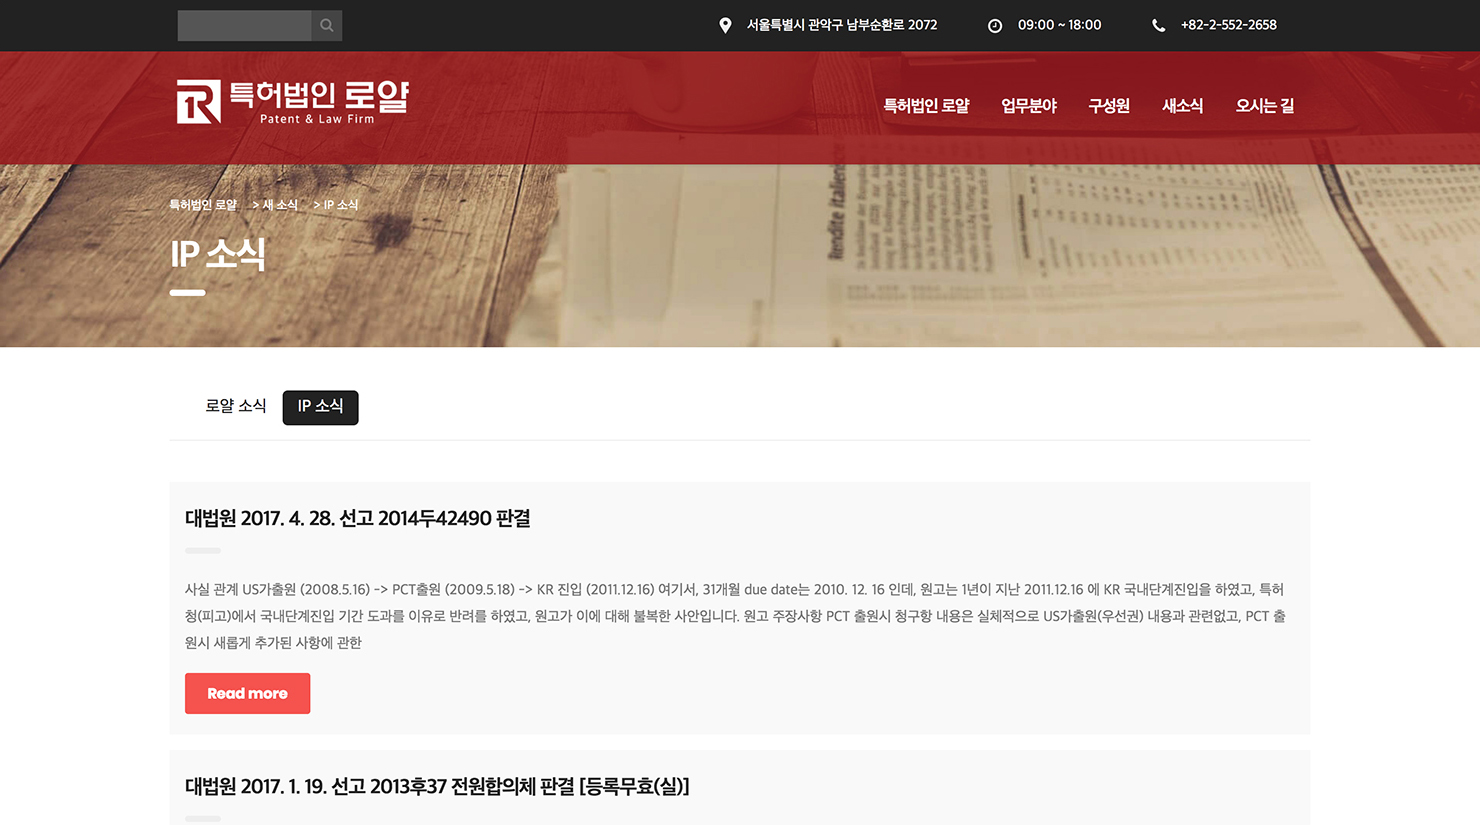 서울특별시 관악구 남부순환로 2072
09:00 ~ 18:00
+82-2-552-2658
특허법인 로얄
Patent & Law Firm
특허법인 로얄
업무분야
구성원
새소식
오시는 길
특허법인 로얄 > 새 소식 > IP 소식
IP 소식
Rendite italiene
로얄 소식
IP 소식
대법원 2017. 4. 28. 선고 2014두42490 판결
사실 관계 US가출원 (2008.5.16) -> PCT출원 (2009.5.18) -> KR 진입 (2011.12.16) 여기서, 31개월 due date는 2010. 12. 16 인데, 원고는 1년이 지난 2011.12.16 에 KR 국내단계진입을 하였고, 특허
청(피고)에서 국내단계진입 기간 도과를 이유로 반려를 하였고, 원고가 이에 대해 불복한 사안입니다. 원고 주장사항 PCT 출원시 청구항 내용은 실체적으로 US가출원(우선권) 내용과 관련없고, PCT 출
원시 새롭게 추가된 사항에 관한
Read more
대법원 2017. 1. 19. 선고 2013후37 전원합의체 판결 [등록무효(실)]